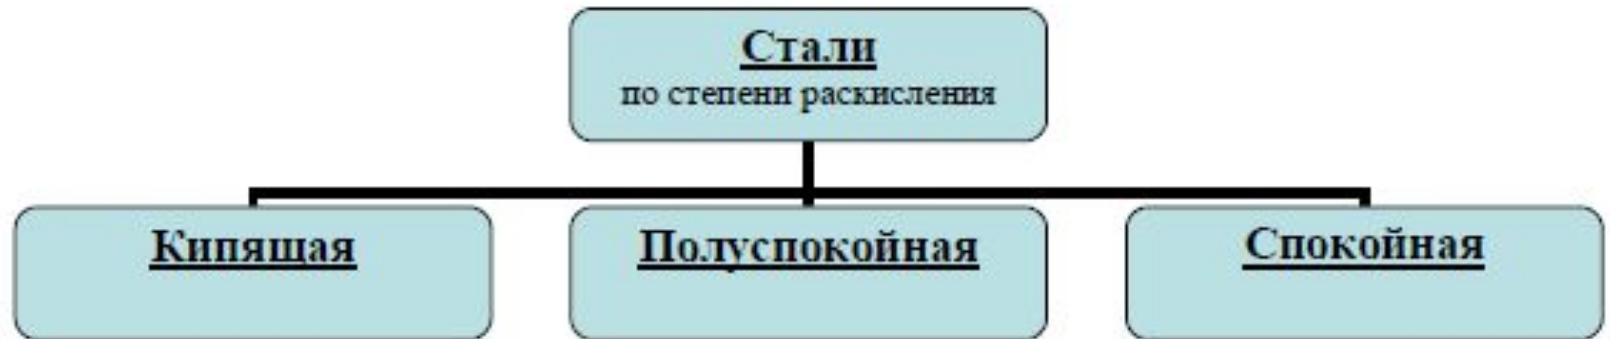 Стали
по степени раскисления
Кипящая
Полуспокойная
Спокойная